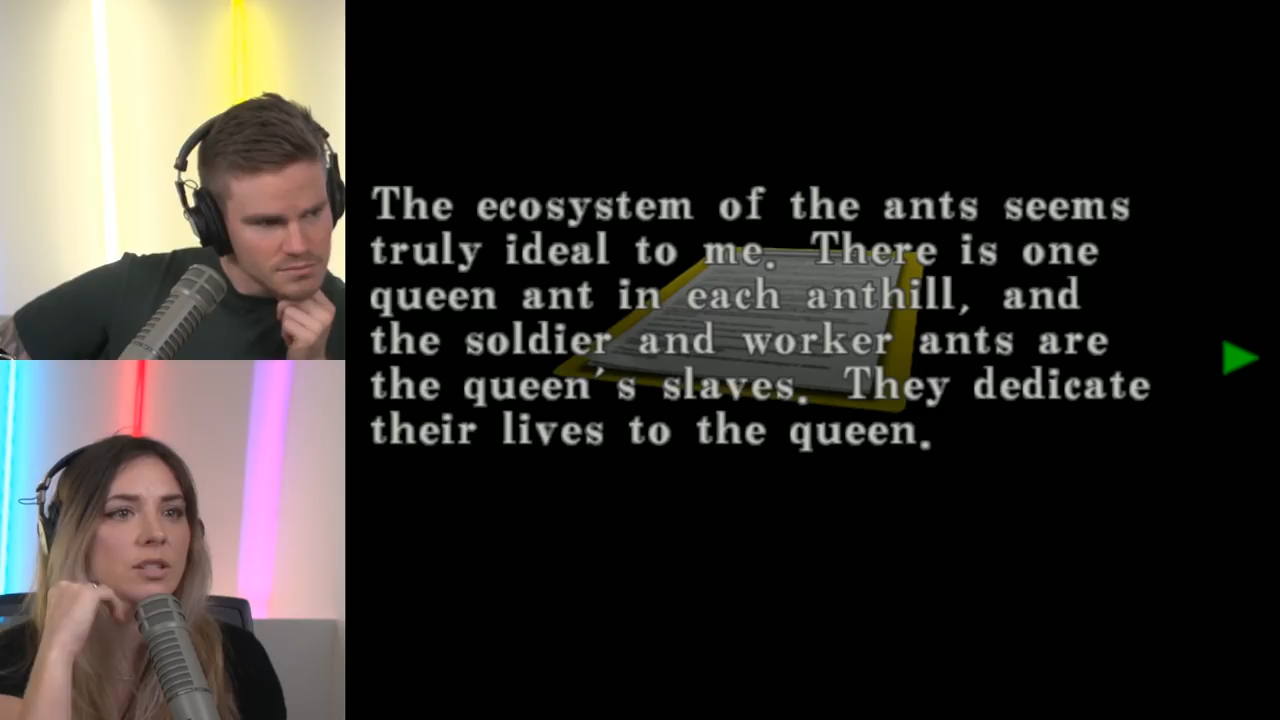 The ecosystem of the ants seems
truly ideal to me. There is one
queen ant in each anthill, and
the soldier and worker ants are
the queen's slaves. They dedicate
their lives to the queen.